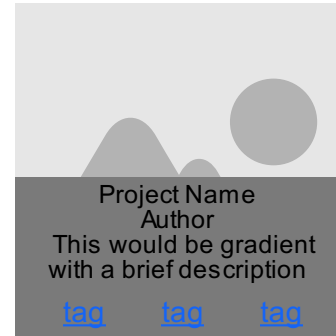 Project Name
Author
This would be gradient
with a brief description
tag tag tag